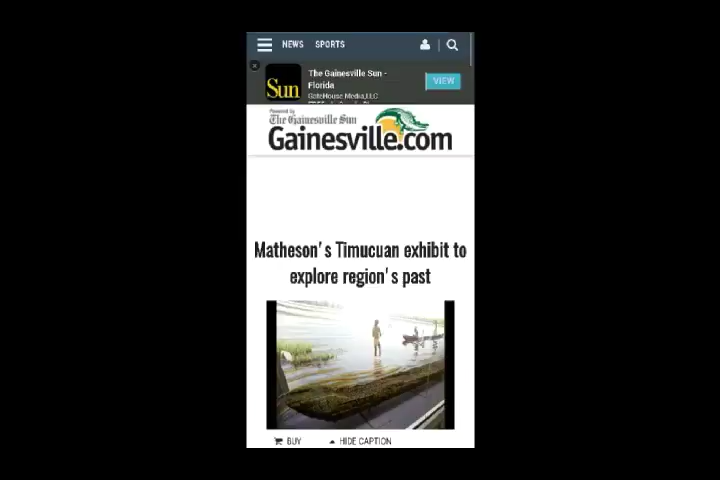 NEWS SPORTS
The Gainesville Sun -
Florida
GateHouse Media, LLC
Sun
VIEW
Powered by
The Gainesville Sun
Gainesville.com
Matheson's Timucuan exhibit to
explore region's past
BUY HIDE CAPTION